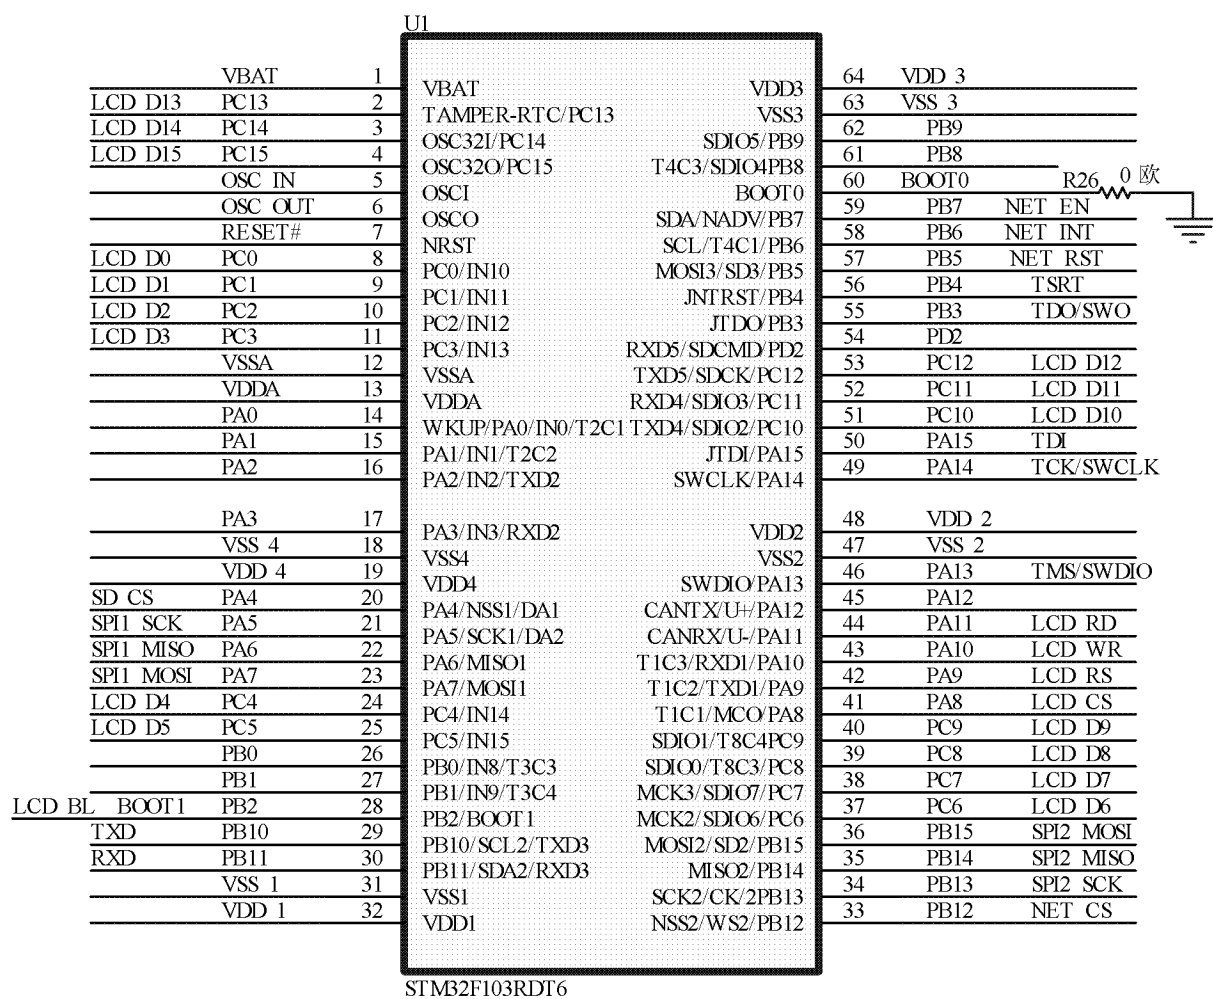 U1
VBAT 1 VBAT
LCD D13 PC13 2 TAMPER-RTC/PC13
LCD D14 PC14 3 OSC32I/PC14
LCD D15 PC15 4 OSC32O/PC15
OSC IN 5 OSCI
OSC OUT 6 OSCO
RESET# 7 NRST
LCD D0 PC0 8 PC0/IN10
LCD D1 PC1 9 PC1/IN11
LCD D2 PC2 10 PC2/IN12
LCD D3 PC3 11 PC3/IN13
VSSA 12 VSSA
VDDA 13 VDDA
PA0 14 WKUP/PA0/IN0/T2C1
PA1 15 PA1/IN1/T2C2
PA2 16 PA2/IN2/TXD2
PA3 17 PA3/IN3/RXD2
VSS 4 18 VSS4
VDD 4 19 VDD4
SD CS PA4 20 PA4/NSS1/DA1
SPI1 SCK PA5 21 PA5/SCK1/DA2
SPI1 MISO PA6 22 PA6/MISO1
SPI1 MOSI PA7 23 PA7/MOSI1
LCD D4 PC4 24 PC4/IN14
LCD D5 PC5 25 PC5/IN15
PB0 26 PB0/IN8/T3C3
PB1 27 PB1/IN9/T3C4
LCD BL BOOT1 PB2 28 PB2/BOOT1
TXD PB10 29 PB10/SCL2/TXD3
RXD PB11 30 PB11/SDA2/RXD3
VSS 1 31 VSS1
VDD 1 32 VDD1
VDD3 64 VDD 3
VSS3 63 VSS 3
SDIO5/PB9 62 PB9
T4C3/SDIO4PB8 61 PB8
BOOT0 60 BOOT0 R26 0 欧
SDA/NADV/PB7 59 PB7 NET EN
SCL/T4C1/PB6 58 PB6 NET INT
MOSI3/SD3/PB5 57 PB5 NET RST
JNTRST/PB4 56 PB4 TSRT
JTDO/PB3 55 PB3 TDO/SWO
RXD5/SDCMD/PD2 54 PD2
TXD5/SDCK/PC12 53 PC12 LCD D12
RXD4/SDIO3/PC11 52 PC11 LCD D11
TXD4/SDIO2/PC10 51 PC10 LCD D10
JTDI/PA15 50 PA15 TDI
SWCLK/PA14 49 PA14 TCK/SWCLK
VDD2 48 VDD 2
VSS2 47 VSS 2
SWDIO/PA13 46 PA13 TMS/SWDIO
CANTX/U+/PA12 45 PA12
CANRX/U-/PA11 44 PA11 LCD RD
T1C3/RXD1/PA10 43 PA10 LCD WR
T1C2/TXD1/PA9 42 PA9 LCD RS
T1C1/MCO/PA8 41 PA8 LCD CS
SDIO1/T8C4PC9 40 PC9 LCD D9
SDIO0/T8C3/PC8 39 PC8 LCD D8
MCK3/SDIO7/PC7 38 PC7 LCD D7
MCK2/SDIO6/PC6 37 PC6 LCD D6
MOSI2/SD2/PB15 36 PB15 SPI2 MOSI
MISO2/PB14 35 PB14 SPI2 MISO
SCK2/CK/2PB13 34 PB13 SPI2 SCK
NSS2/WS2/PB12 33 PB12 NET CS
STM32F103RDT6